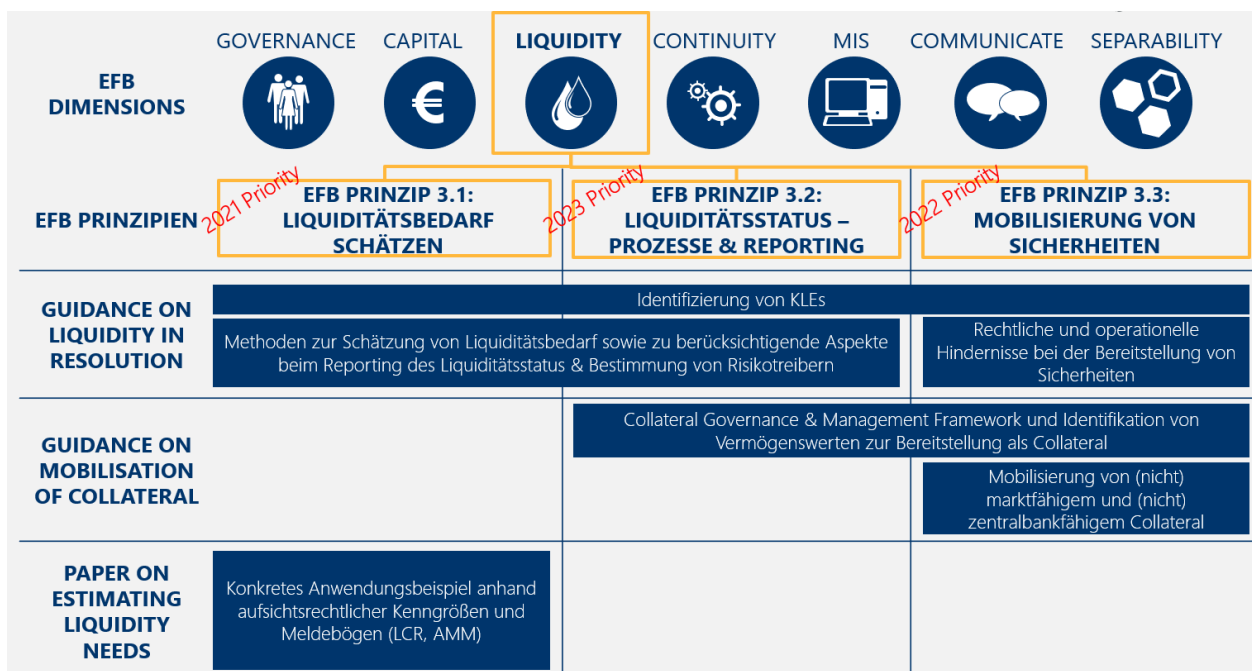 GOVERNANCE
CAPITAL
LIQUIDITY
CONTINUITY
MIS
COMMUNICATE
SEPARABILITY
EFB
DIMENSIONS
€
EFB PRINZIPIEN
2021 Priority
EFB PRINZIP 3.1:
LIQUIDITÄTSBEDARF
SCHÄTZEN
2023 Priority
EFB PRINZIP 3.2:
LIQUIDITÄTSSTATUS –
PROZESSE & REPORTING
2022 Priority
EFB PRINZIP 3.3:
MOBILISIERUNG VON
SICHERHEITEN
GUIDANCE ON
LIQUIDITY IN
RESOLUTION
Identifizierung von KLEs
Methoden zur Schätzung von Liquiditätsbedarf sowie zu berücksichtigende Aspekte
beim Reporting des Liquiditätsstatus & Bestimmung von Risikotreibern
Rechtliche und operationelle
Hindernisse bei der Bereitstellung von
Sicherheiten
GUIDANCE ON
MOBILISATION
OF COLLATERAL
Collateral Governance & Management Framework und Identifikation von
Vermögenswerten zur Bereitstellung als Collateral
Mobilisierung von (nicht)
marktfähigem und (nicht)
zentralbankfähigem Collateral
PAPER ON
ESTIMATING
LIQUIDITY
NEEDS
Konkretes Anwendungsbeispiel anhand
aufsichtsrechtlicher Kenngrößen und
Meldebögen (LCR, AMM)